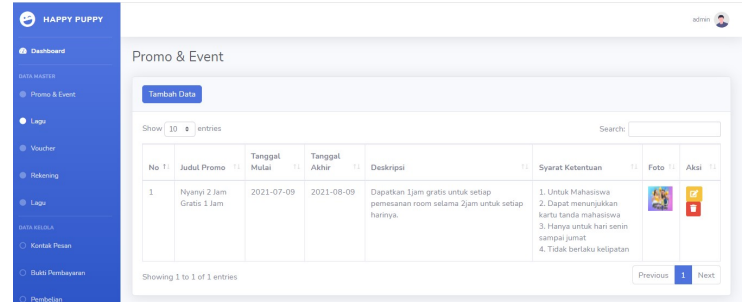 HAPPY PUPPY
admin
Dashboard
DATA MASTER
Promo & Event
Lagu
Voucher
Rekening
Lagu
DATA KELOLA
Kontak Pesan
Bukti Pembayaran
Pembelian
Promo & Event
Tambah Data
Show 10 entries
Search:
No
Judul Promo
Tanggal
Mulai
Tanggal
Akhir
Deskripsi
Syarat Ketentuan
Foto
Aksi
1
Nyanyi 2 Jam
Gratis 1 Jam
2021-07-09
2021-08-09
Dapatkan 1jam gratis untuk setiap
pemesanan room selama 2jam untuk setiap
harinya.
1. Untuk Mahasiswa
2. Dapat menunjukkan
kartu tanda mahasiswa
3. Hanya untuk hari senin
sampai jumat
4. Tidak berlaku kelipatan
Showing 1 to 1 of 1 entries
Previous 1 Next